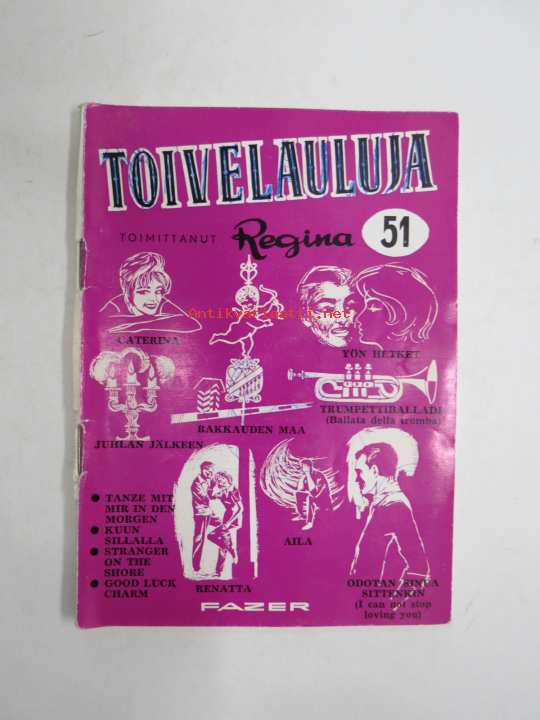 TOIVELAULUJA
TOIMITTANUT Regina 51
Antikvariaatti.net
CATERINA
YÖN HETKET
TRUMPETTIBALLADI
(Ballata della tromba)
RAKKAUDEN MAA
JUHLAN JÄLKEEN
● TANZE MIT
MIR IN DEN
MORGEN
● KUUN
SILLALLA
● STRANGER
ON THE
SHORE
● GOOD LUCK
CHARM
RENATTA
AILA
ODOTAN SINUA
SITTENKIN
(I can not stop
loving you)
FAZER